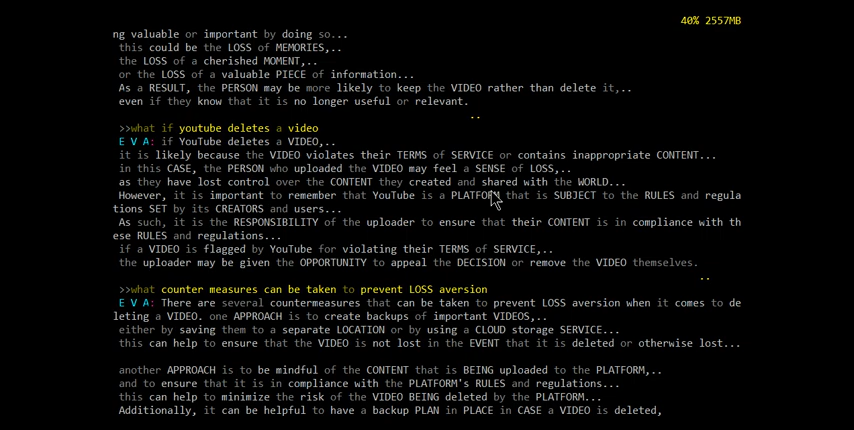 40% 2557MB
ng valuable or important by doing so...
this could be the LOSS of MEMORIES,..
the LOSS of a cherished MOMENT,..
or the LOSS of a valuable PIECE of information...
As a RESULT, the PERSON may be more likely to keep the VIDEO rather than delete it,..
even if they know that it is no longer useful or relevant.
..
>>what if youtube deletes a video
E V A: if YouTube deletes a VIDEO,..
it is likely because the VIDEO violates their TERMS of SERVICE or contains inappropriate CONTENT...
in this CASE, the PERSON who uploaded the VIDEO may feel a SENSE of LOSS,..
as they have lost control over the CONTENT they created and shared with the WORLD...
However, it is important to remember that YouTube is a PLATFORM that is SUBJECT to the RULES and regula
tions SET by its CREATORS and users...
As such, it is the RESPONSIBILITY of the uploader to ensure that their CONTENT is in compliance with th
ese RULES and regulations...
if a VIDEO is flagged by YouTube for violating their TERMS of SERVICE,..
the uploader may be given the OPPORTUNITY to appeal the DECISION or remove the VIDEO themselves.
..
>>what counter measures can be taken to prevent LOSS aversion
E V A: There are several countermeasures that can be taken to prevent LOSS aversion when it comes to de
leting a VIDEO. one APPROACH is to create backups of important VIDEOS,..
either by saving them to a separate LOCATION or by using a CLOUD storage SERVICE...
this can help to ensure that the VIDEO is not lost in the EVENT that it is deleted or otherwise lost...
another APPROACH is to be mindful of the CONTENT that is BEING uploaded to the PLATFORM,..
and to ensure that it is in compliance with the PLATFORM's RULES and regulations...
this can help to minimize the risk of the VIDEO BEING deleted by the PLATFORM...
Additionally, it can be helpful to have a backup PLAN in PLACE in CASE a VIDEO is deleted,